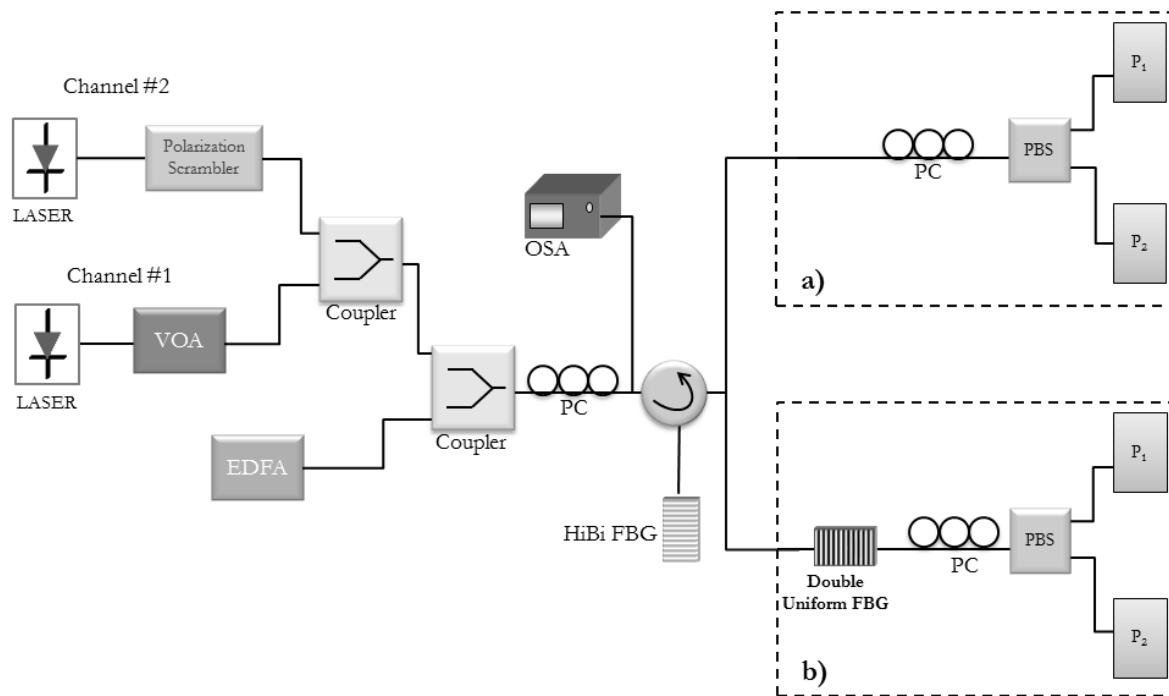 Channel #2
LASER
Polarization
Scrambler
Channel #1
LASER
VOA
Coupler
EDFA
Coupler
PC
OSA
HiBi FBG
PC
PBS
P₁
P₂
a)
Double
Uniform FBG
PC
PBS
P₁
P₂
b)